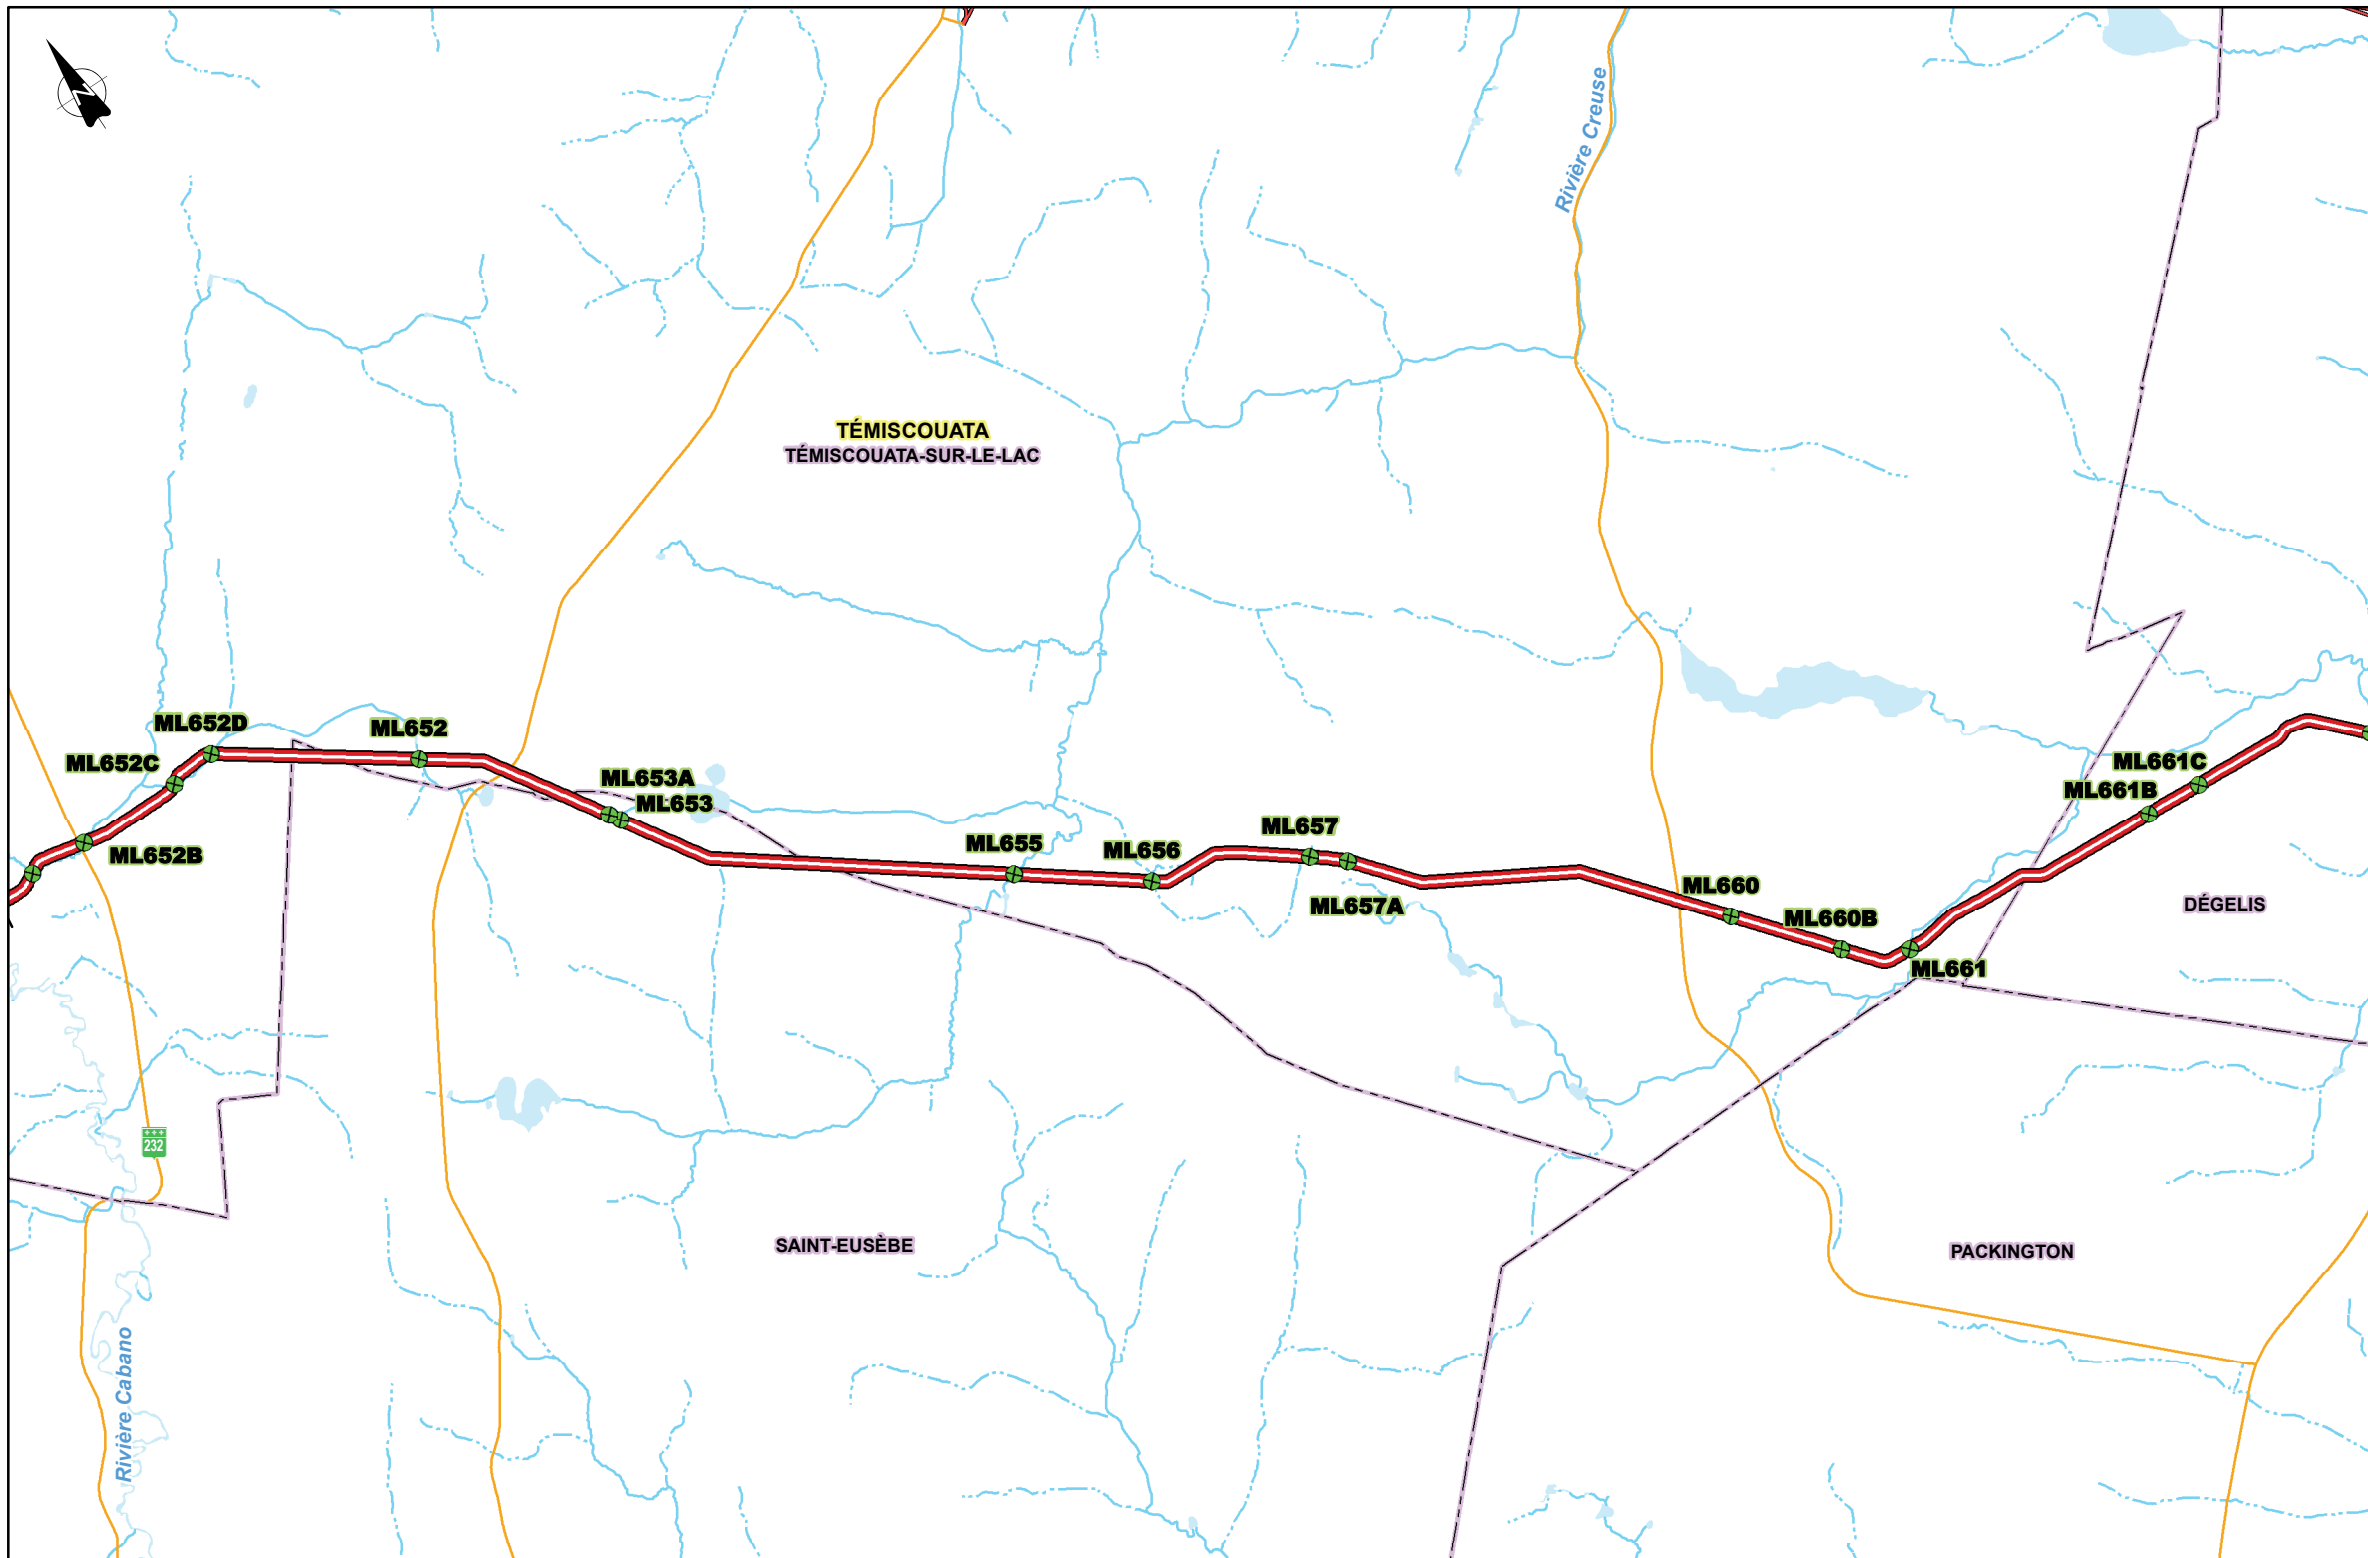 N
Rivière Creuse
TÉMISCOUATA
TÉMISCOUATA-SUR-LE-LAC
ML652D
ML652
ML652C
ML652B
ML653A
ML653
ML655
ML656
ML657
ML657A
ML660
ML660B
ML661
ML661B
ML661C
DÉGELIS
232
SAINT-EUSÈBE
PACKINGTON
Rivière Cabano